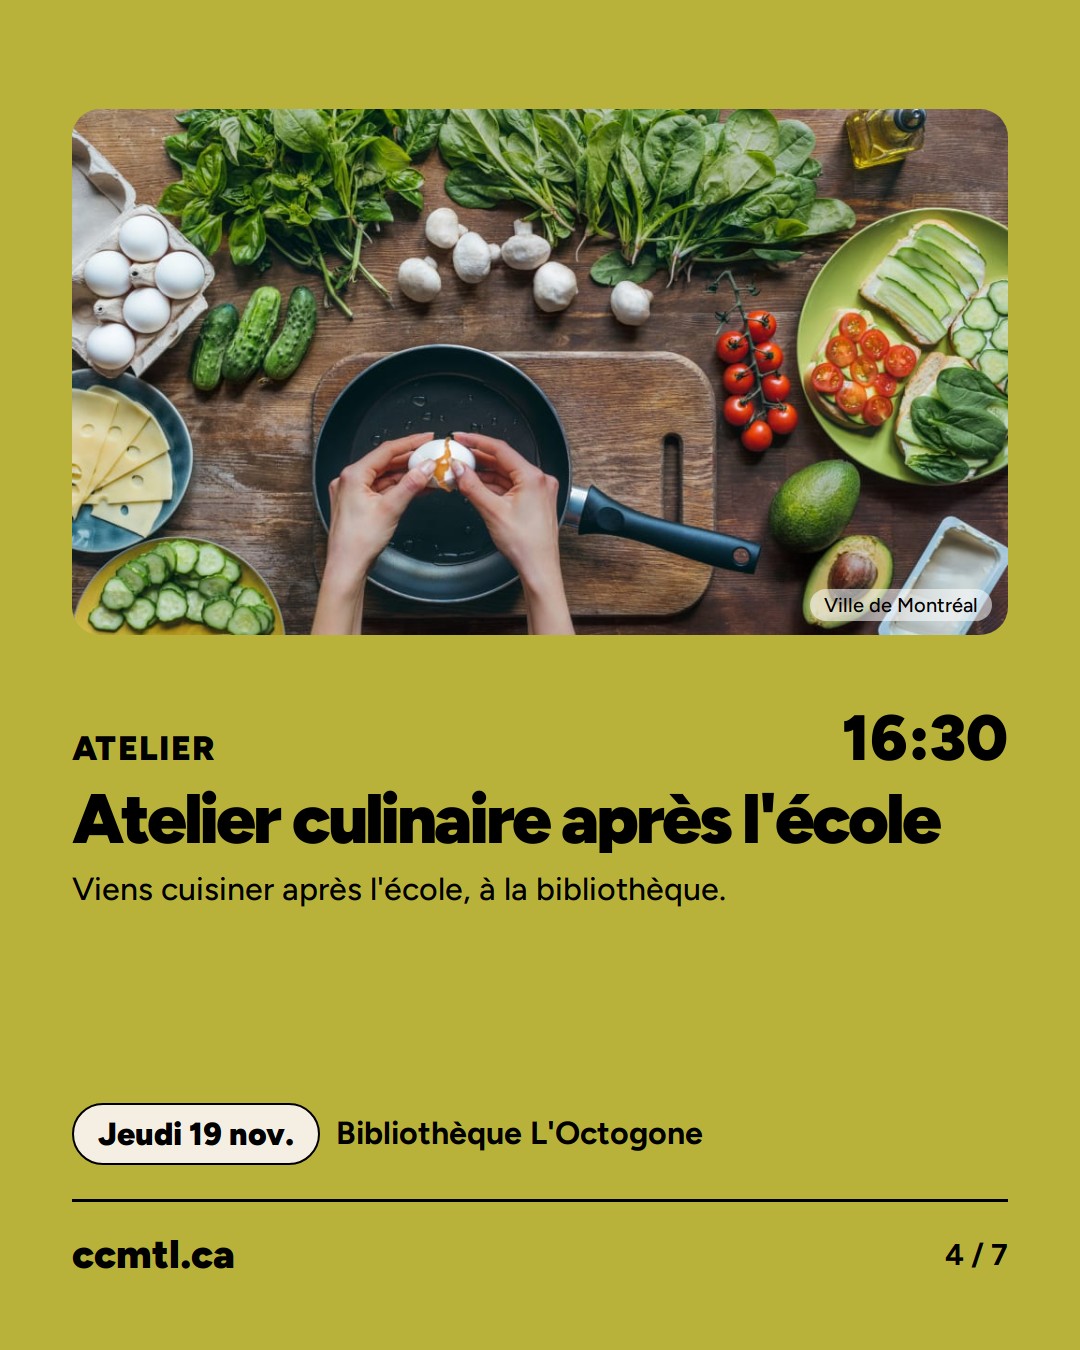 Ville de Montréal
ATELIER
16:30
Atelier culinaire après l'école
Viens cuisiner après l'école, à la bibliothèque.
Jeudi 19 nov.
Bibliothèque L'Octogone
ccmtl.ca
4 / 7